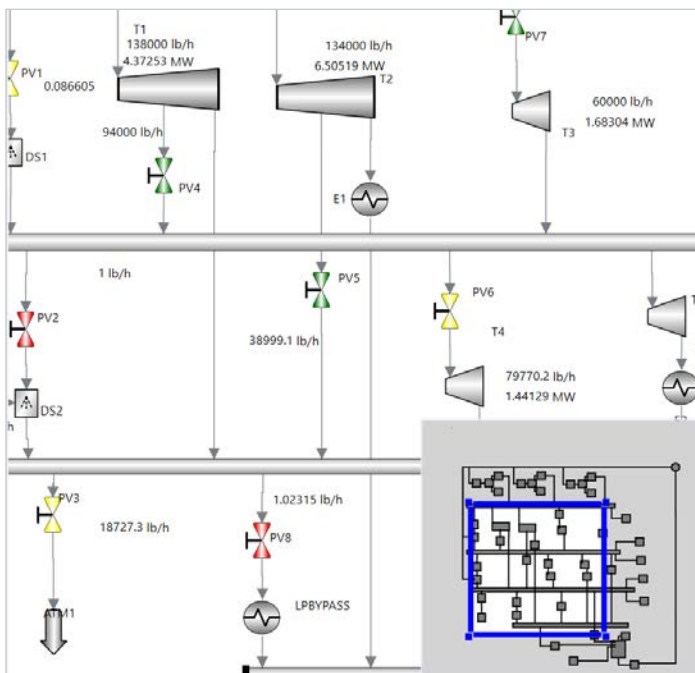 T1
138000 lb/h
4.37253 MW
134000 lb/h
6.50519 MW
T2
PV7
PV1
0.086605
60000 lb/h
1.68304 MW
T3
94000 lb/h
DS1
PV4
E1
1 lb/h
PV5
PV6
PV2
T4
38999.1 lb/h
79770.2 lb/h
1.44129 MW
DS2
PV3
1.02315 lb/h
18727.3 lb/h
PV8
ATM1
LPBYPASS